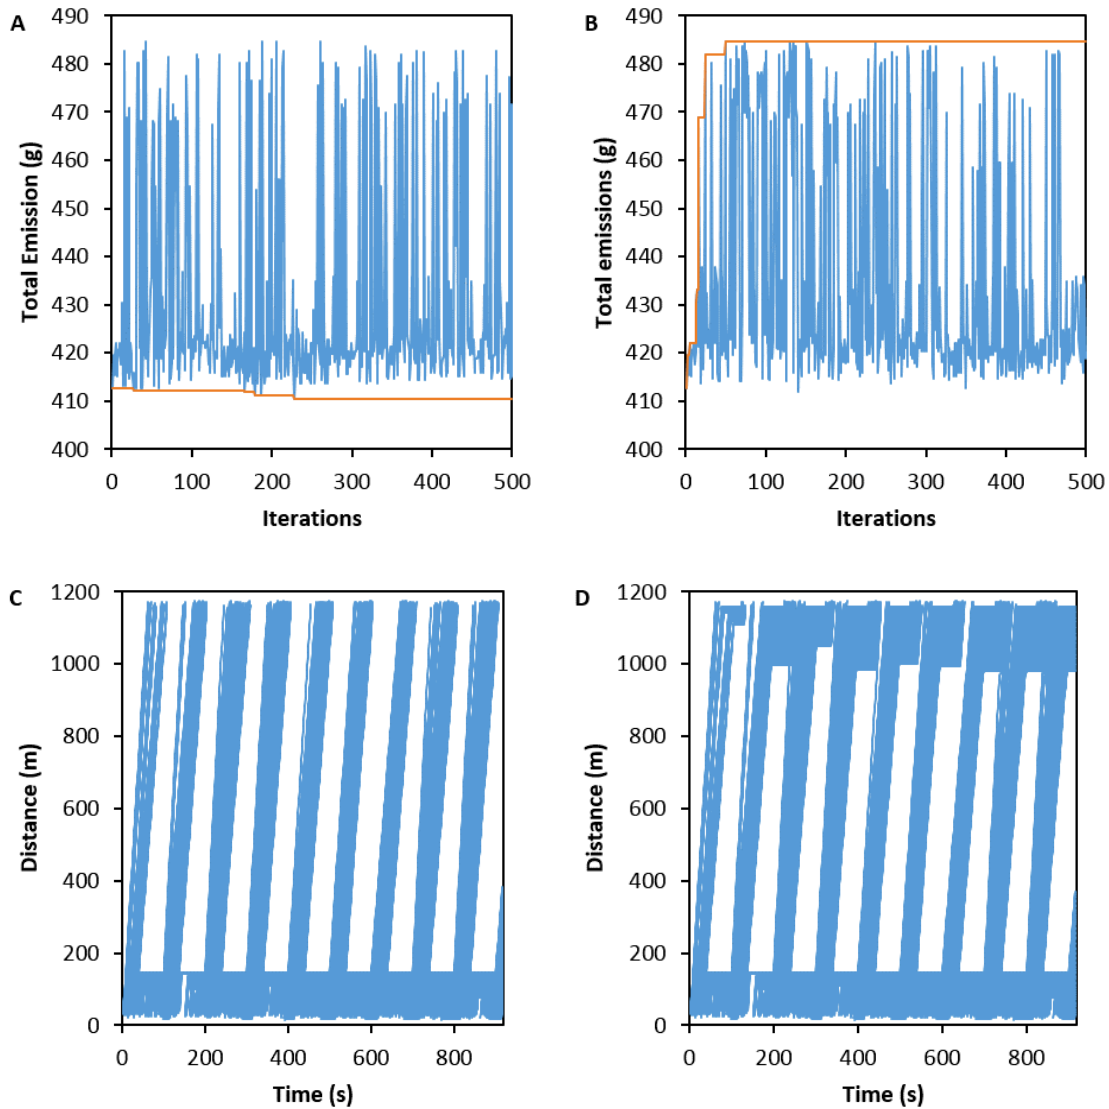 A
Total Emission (g)
490
480
470
460
450
440
430
420
410
400
0 100 200 300 400 500
Iterations
B
Total emissions (g)
490
480
470
460
450
440
430
420
410
400
0 100 200 300 400 500
Iterations
C
Distance (m)
1200
1000
800
600
400
200
0
0 200 400 600 800
Time (s)
D
Distance (m)
1200
1000
800
600
400
200
0
0 200 400 600 800
Time (s)